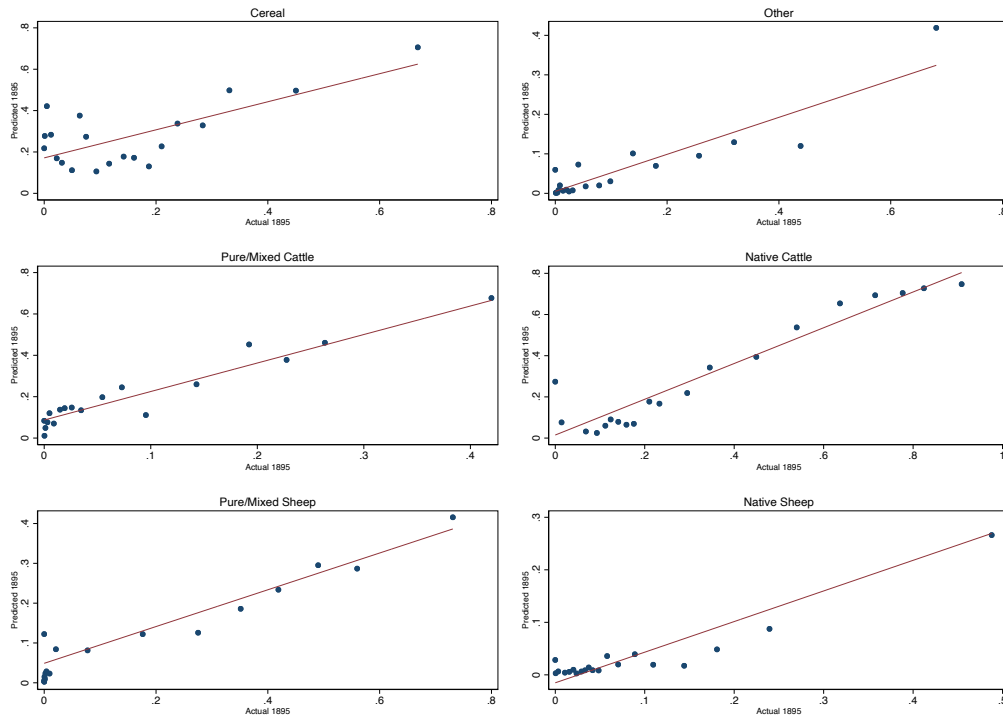 Cereal
Predicted 1895
0 .2 .4 .6 .8
0 .2 .4 .6 .8
Actual 1895
Other
Predicted 1895
0 .1 .2 .3 .4
0 .2 .4 .6 .8
Actual 1895
Pure/Mixed Cattle
Predicted 1895
0 .2 .4 .6 .8
0 .1 .2 .3 .4
Actual 1895
Native Cattle
Predicted 1895
0 .2 .4 .6 .8
0 .2 .4 .6 .8 1
Actual 1895
Pure/Mixed Sheep
Predicted 1895
0 .1 .2 .3 .4
0 .2 .4 .6 .8
Actual 1895
Native Sheep
Predicted 1895
0 .1 .2 .3
0 .1 .2 .3 .4 .5
Actual 1895